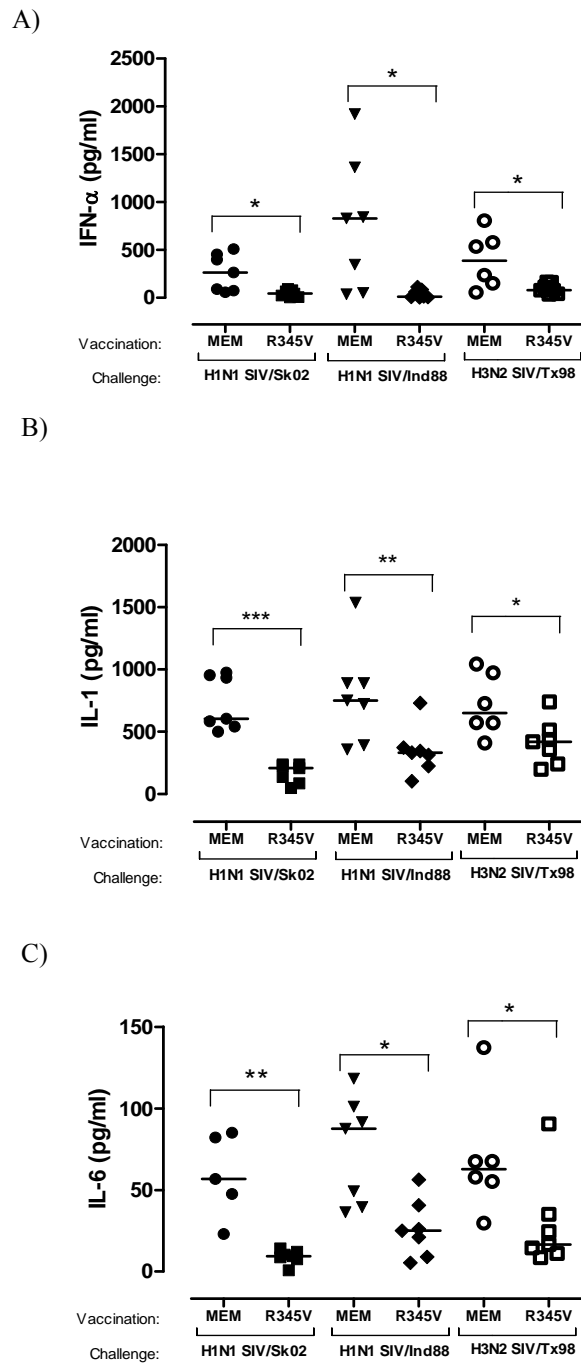 A)
IFN-α (pg/ml)
2500
2000
1500
1000
500
0
*
*
*
Vaccination: MEM R345V MEM R345V MEM R345V
Challenge: H1N1 SIV/Sk02 H1N1 SIV/Ind88 H3N2 SIV/Tx98
B)
IL-1 (pg/ml)
2000
1500
1000
500
0
***
**
*
Vaccination: MEM R345V MEM R345V MEM R345V
Challenge: H1N1 SIV/Sk02 H1N1 SIV/Ind88 H3N2 SIV/Tx98
C)
IL-6 (pg/ml)
150
100
50
0
**
*
*
Vaccination: MEM R345V MEM R345V MEM R345V
Challenge: H1N1 SIV/Sk02 H1N1 SIV/Ind88 H3N2 SIV/Tx98